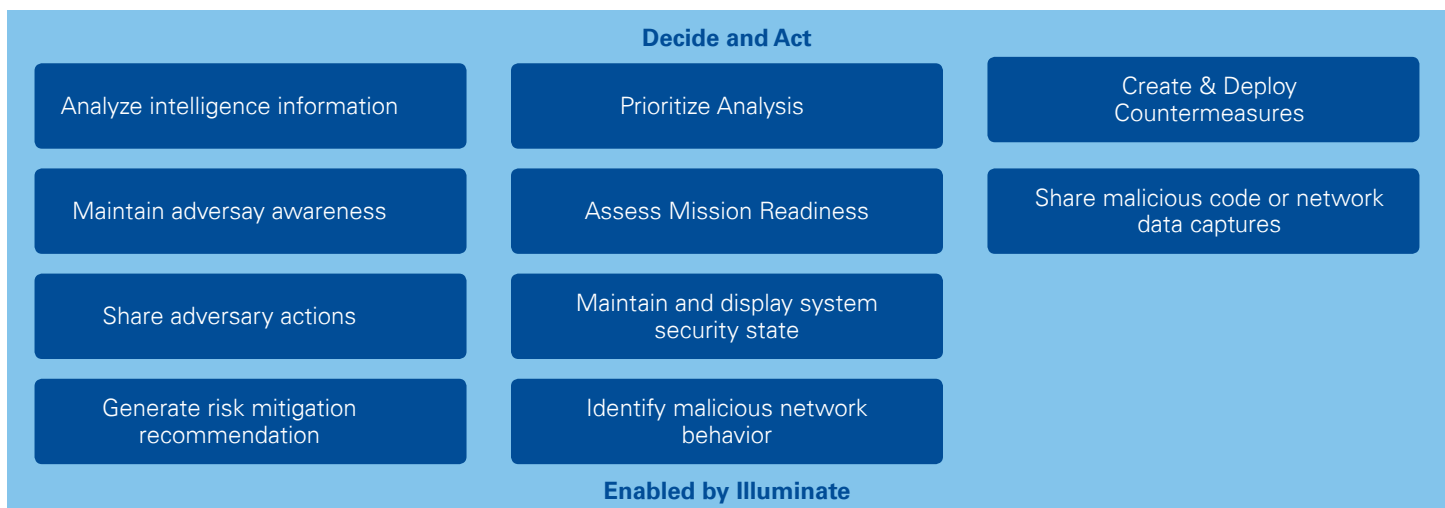 Decide and Act
Analyze intelligence information
Prioritize Analysis
Create & Deploy
Countermeasures
Maintain adversay awareness
Assess Mission Readiness
Share malicious code or network
data captures
Share adversary actions
Maintain and display system
security state
Generate risk mitigation
recommendation
Identify malicious network
behavior
Enabled by Illuminate